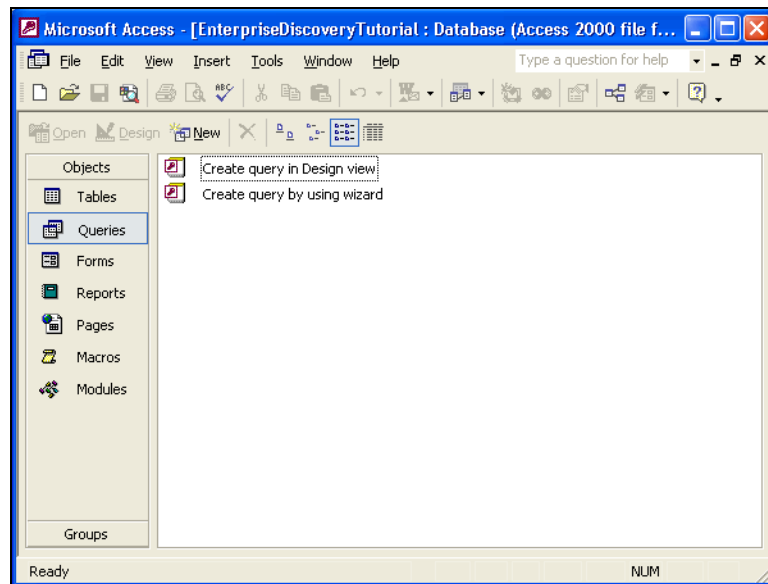 Microsoft Access - [EnterpriseDiscoveryTutorial : Database (Access 2000 file f...
File Edit View Insert Tools Window Help Type a question for help
ABC
Open Design New
Objects
Tables
Queries
Forms
Reports
Pages
Macros
Modules
Groups
Create query in Design view
Create query by using wizard
Ready NUM